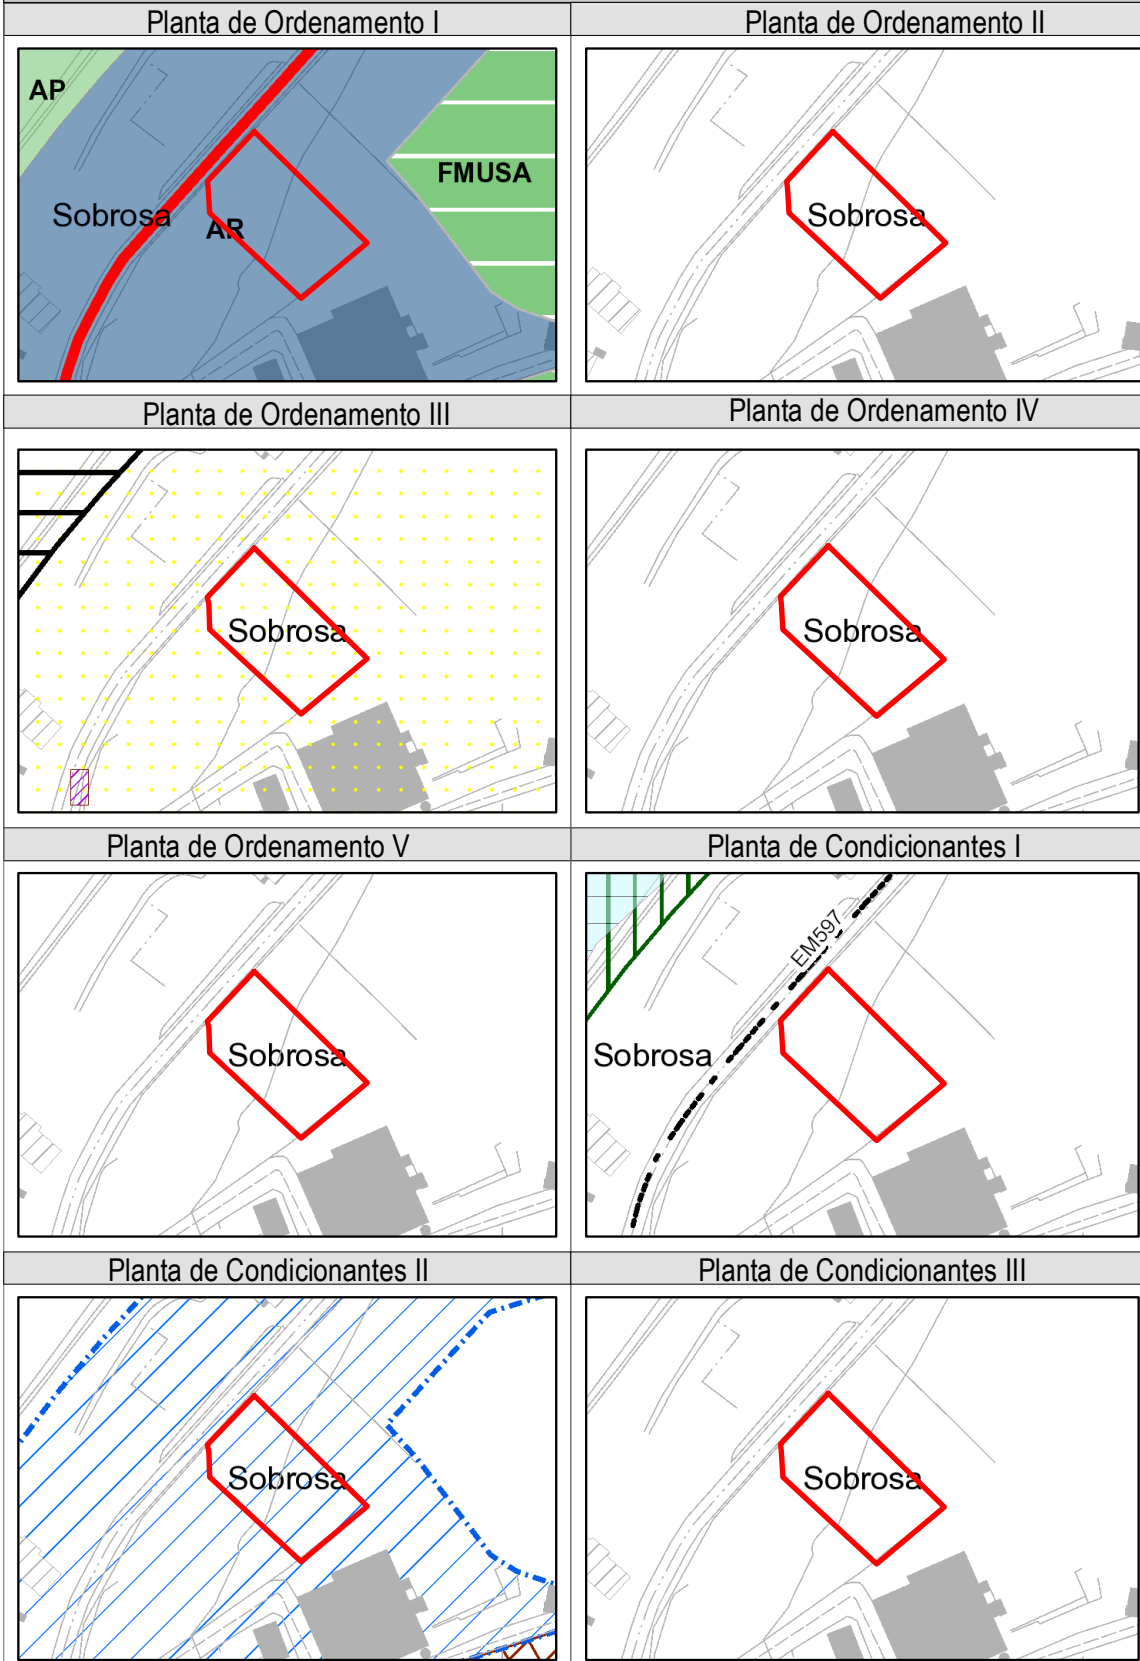 Planta de Ordenamento I
Planta de Ordenamento II
AP
FMUSA
Sobrosa
AR
Sobrosa
Planta de Ordenamento III
Planta de Ordenamento IV
Sobrosa
Sobrosa
Planta de Ordenamento V
Planta de Condicionantes I
Sobrosa
EM597
Sobrosa
Planta de Condicionantes II
Planta de Condicionantes III
Sobrosa
Sobrosa